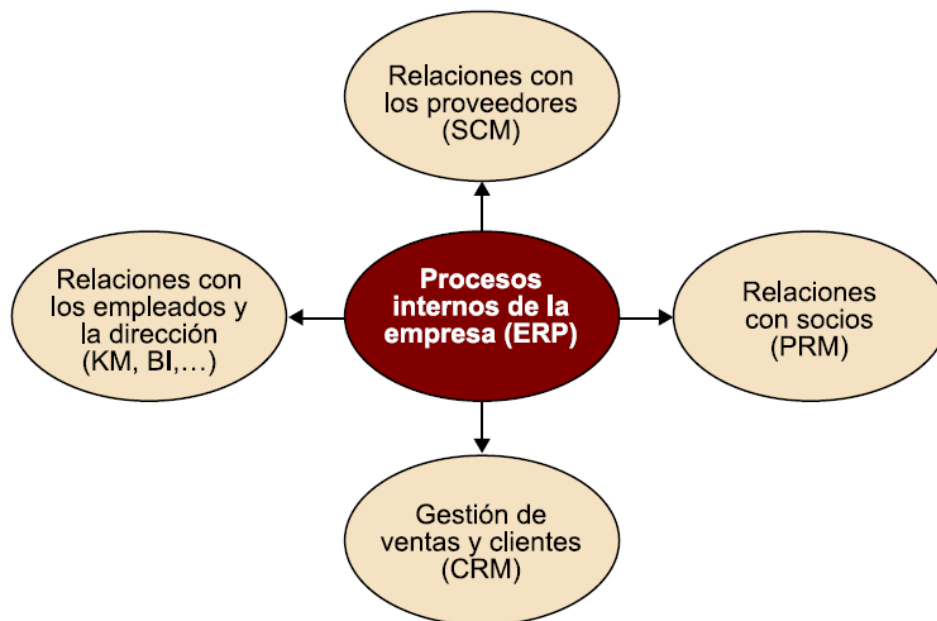 Relaciones con
los proveedores
(SCM)
Relaciones con
los empleados y
la dirección
(KM, BI,...)
Procesos
internos de la
empresa (ERP)
Relaciones
con socios
(PRM)
Gestión de
ventas y clientes
(CRM)